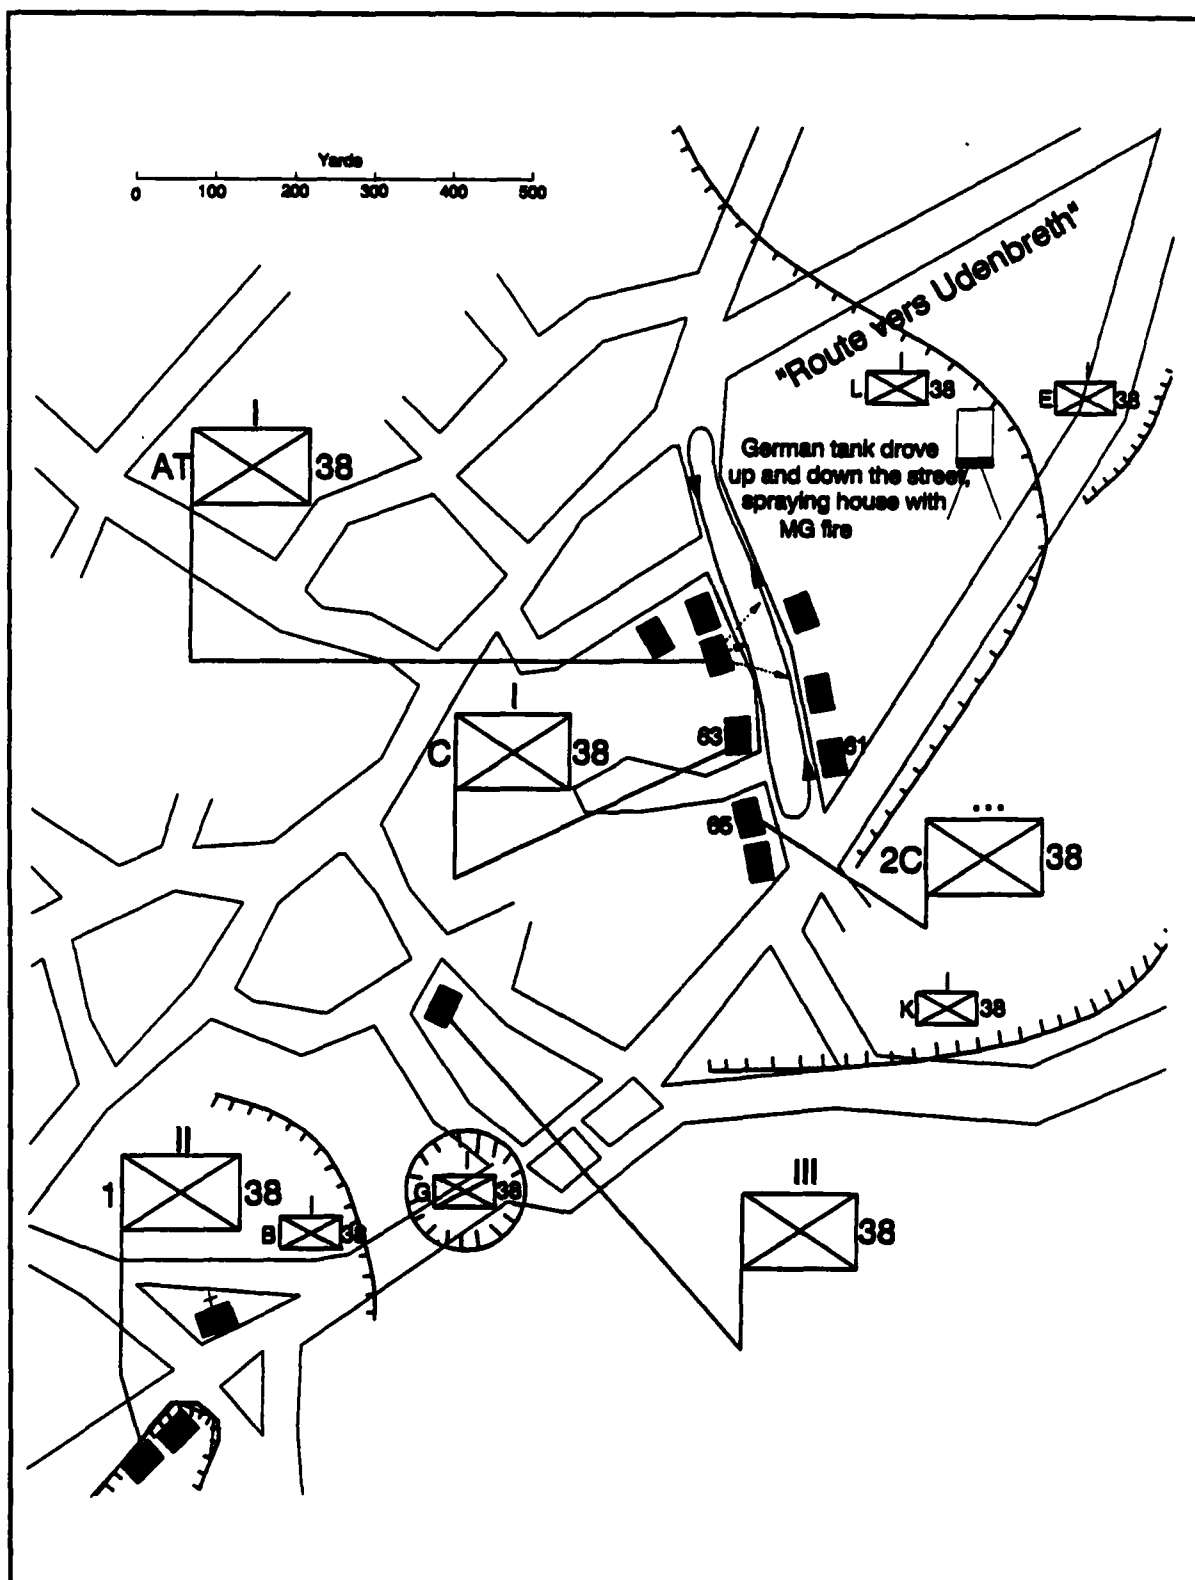 Yards
0 100 200 300 400 500
"Route vers Udenbreth"
L 38
E 38
AT 38
German tank drove
up and down the street,
spraying house with
MG fire
C 38
63
61
65
2C 38
K 38
1 38
B 38
G 38
38